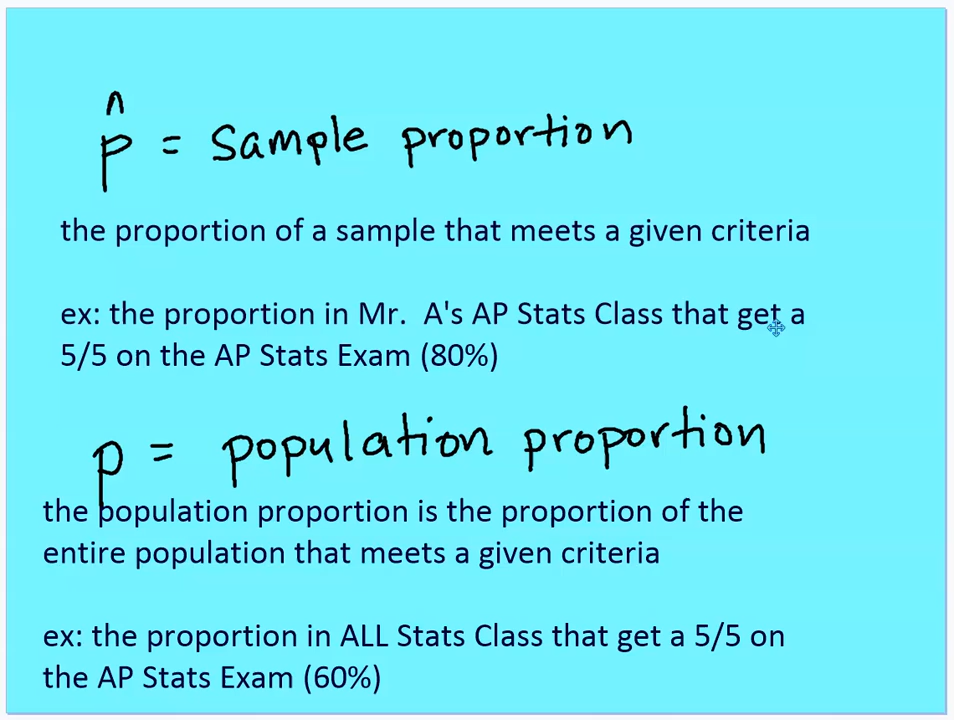 p̂ = sample proportion
the proportion of a sample that meets a given criteria
ex: the proportion in Mr.  A's AP Stats Class that get a
5/5 on the AP Stats Exam (80%)
p = population proportion
the population proportion is the proportion of the
entire population that meets a given criteria
ex: the proportion in ALL Stats Class that get a 5/5 on
the AP Stats Exam (60%)